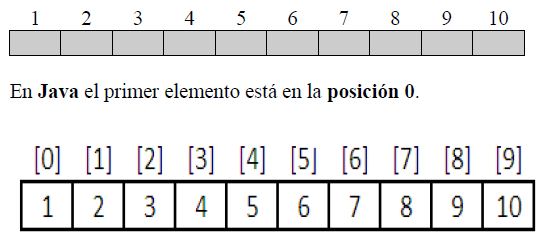 1 2 3 4 5 6 7 8 9 10
En Java el primer elemento está en la posición 0.
[0] [1] [2] [3] [4] [5] [6] [7] [8] [9]
1 2 3 4 5 6 7 8 9 10